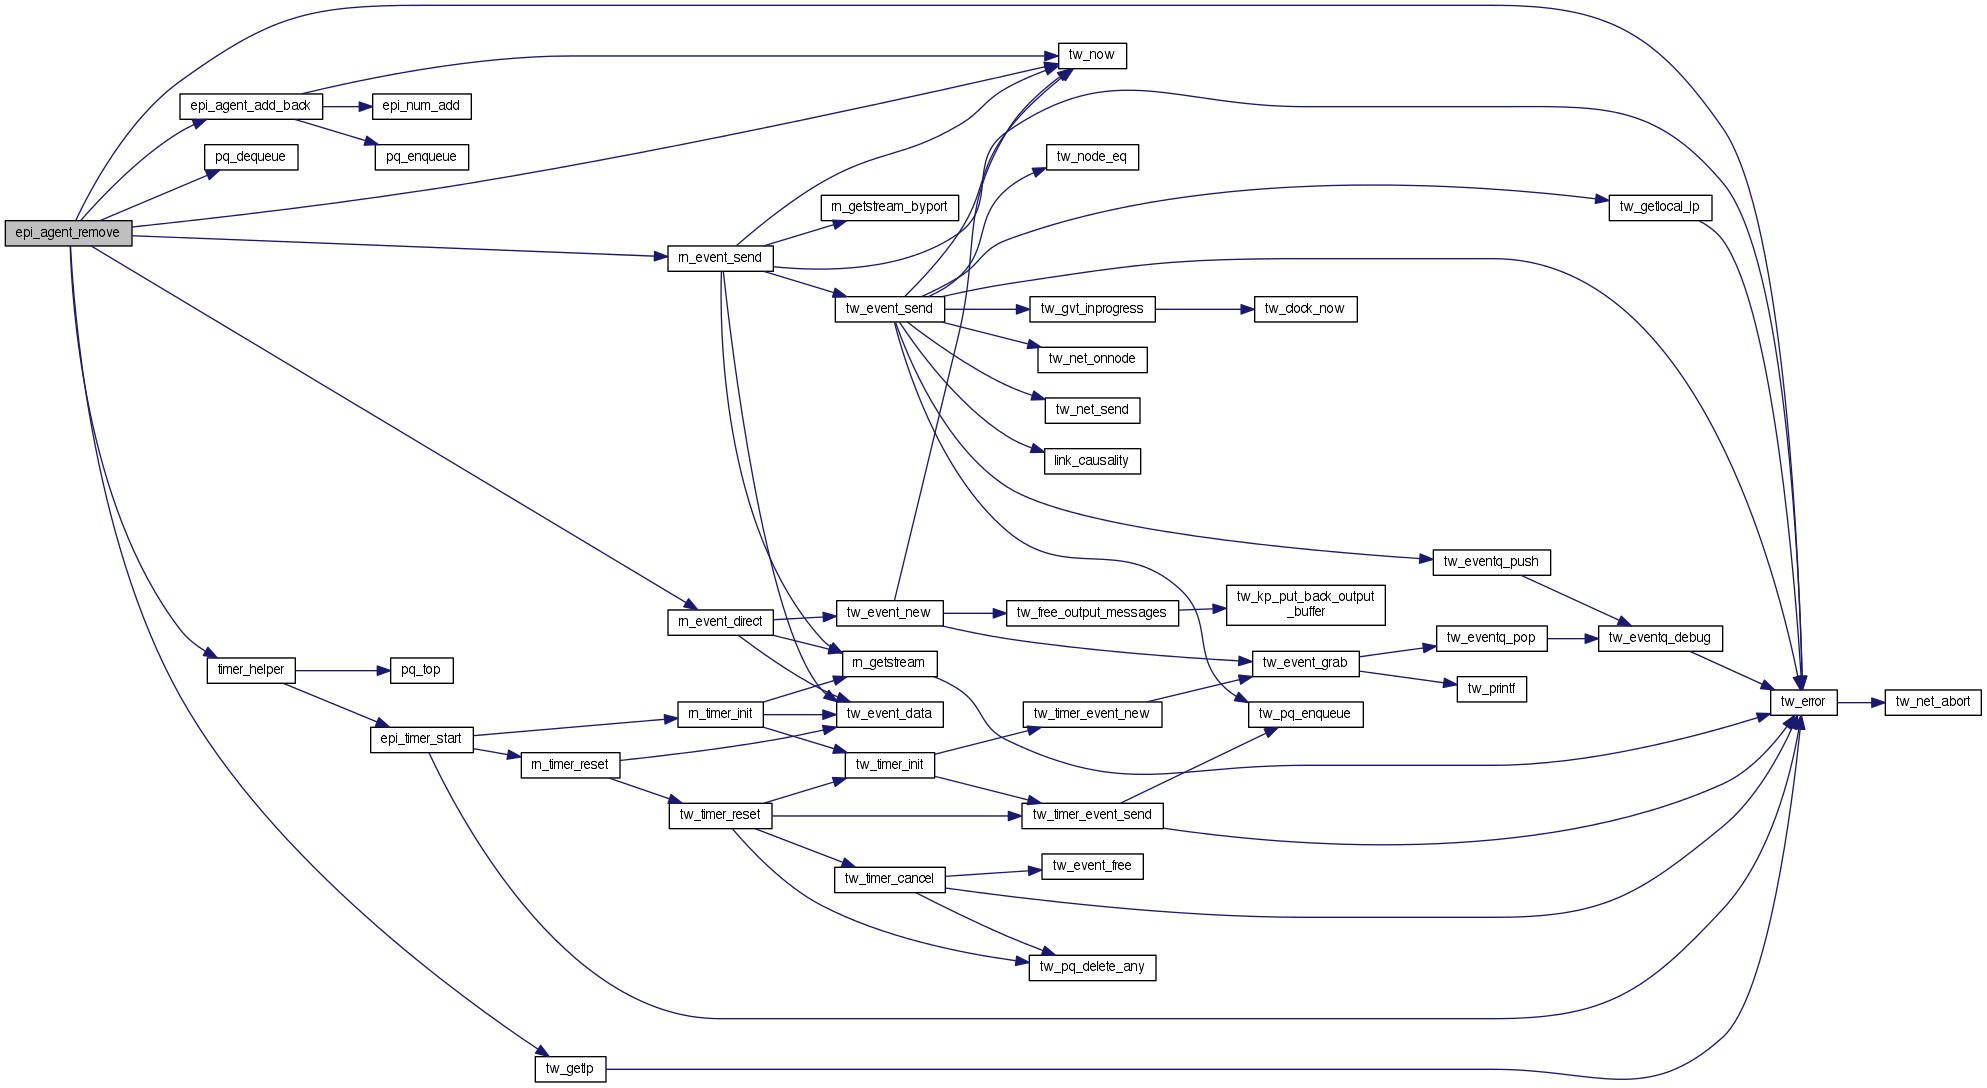 tw_now
epi_agent_add_back
epi_num_add
pq_dequeue
pq_enqueue
tw_node_eq
rn_getstream_byport
tw_getlocal_lp
epi_agent_remove
rn_event_send
tw_event_send
tw_gvt_inprogress
tw_clock_now
tw_net_onnode
tw_net_send
link_causality
tw_eventq_push
tw_kp_put_back_output
_buffer
tw_event_new
tw_free_output_messages
rn_event_direct
tw_eventq_pop
tw_eventq_debug
timer_helper
pq_top
rn_getstream
tw_event_grab
tw_printf
tw_error
tw_net_abort
rn_timer_init
tw_event_data
tw_timer_event_new
tw_pq_enqueue
epi_timer_start
rn_timer_reset
tw_timer_init
tw_timer_reset
tw_timer_event_send
tw_timer_cancel
tw_event_free
tw_pq_delete_any
tw_getlp